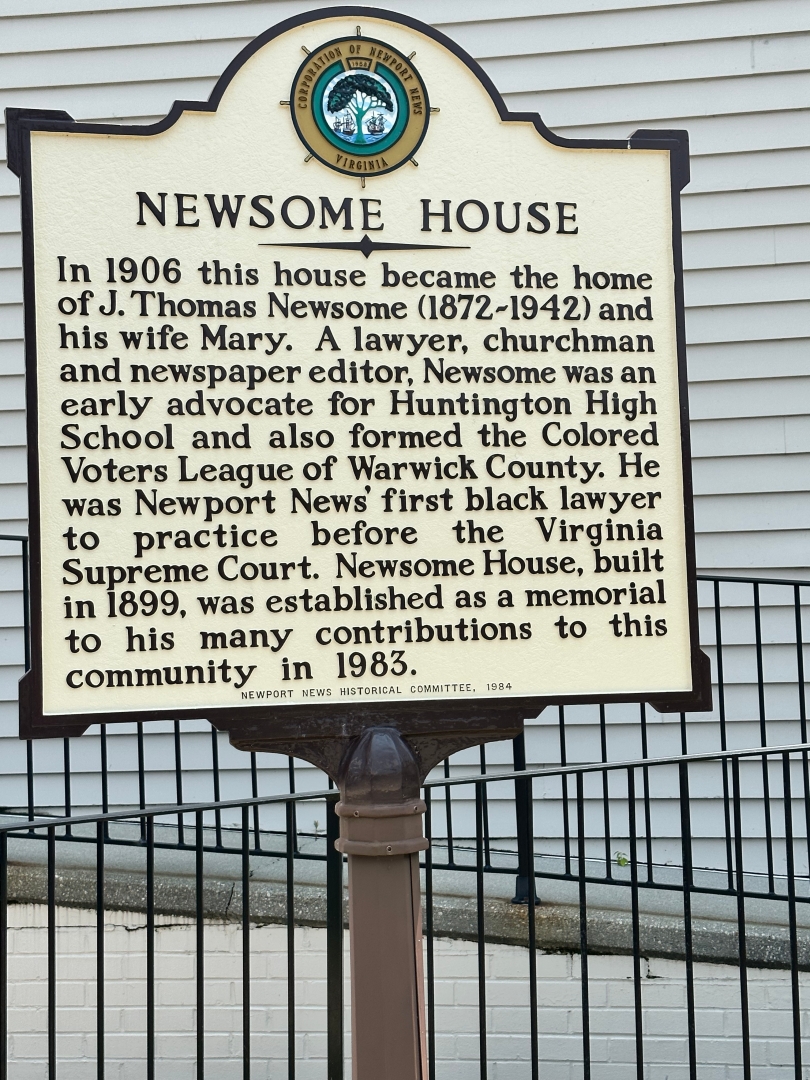 CORPORATION OF NEWPORT NEWS
1958
VIRGINIA
NEWSOME HOUSE
In 1906 this house became the home
of J. Thomas Newsome (1872-1942) and
his wife Mary. A lawyer, churchman
and newspaper editor, Newsome was an
early advocate for Huntington High
School and also formed the Colored
Voters League of Warwick County. He
was Newport News' first black lawyer
to practice before the Virginia
Supreme Court. Newsome House, built
in 1899, was established as a memorial
to his many contributions to this
community in 1983.
NEWPORT NEWS HISTORICAL COMMITTEE, 1984